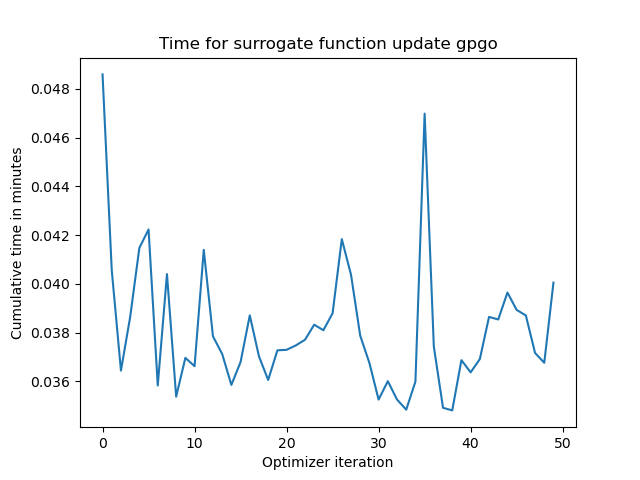 Time for surrogate function update gpgo
Cumulative time in minutes
0.048
0.046
0.044
0.042
0.040
0.038
0.036
0 10 20 30 40 50
Optimizer iteration